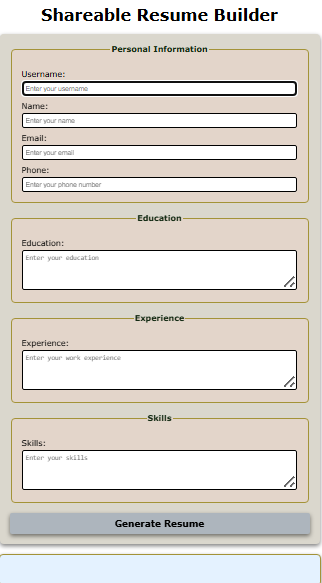 Shareable Resume Builder
Personal Information
Username:
Enter your username
Name:
Enter your name
Email:
Enter your email
Phone:
Enter your phone number
Education
Education:
Enter your education
Experience
Experience:
Enter your work experience
Skills
Skills:
Enter your skills
Generate Resume